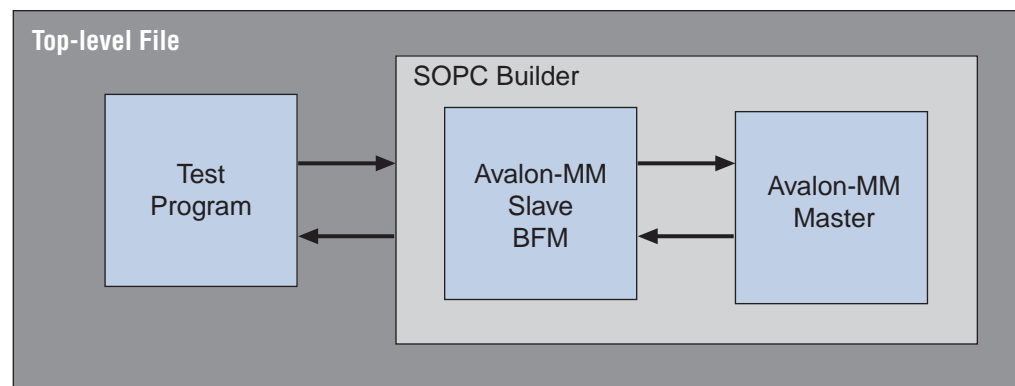 Top-level File
SOPC Builder
Test
Program
Avalon-MM
Slave
BFM
Avalon-MM
Master